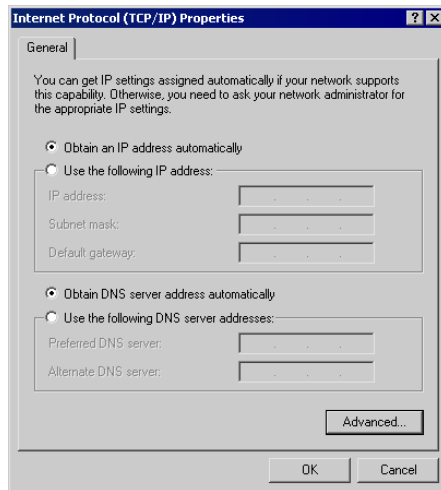 Internet Protocol (TCP/IP) Properties
General
You can get IP settings assigned automatically if your network supports
this capability. Otherwise, you need to ask your network administrator for
the appropriate IP settings.
Obtain an IP address automatically
Use the following IP address:
IP address:
Subnet mask:
Default gateway:
Obtain DNS server address automatically
Use the following DNS server addresses:
Preferred DNS server:
Alternate DNS server:
Advanced...
OK
Cancel